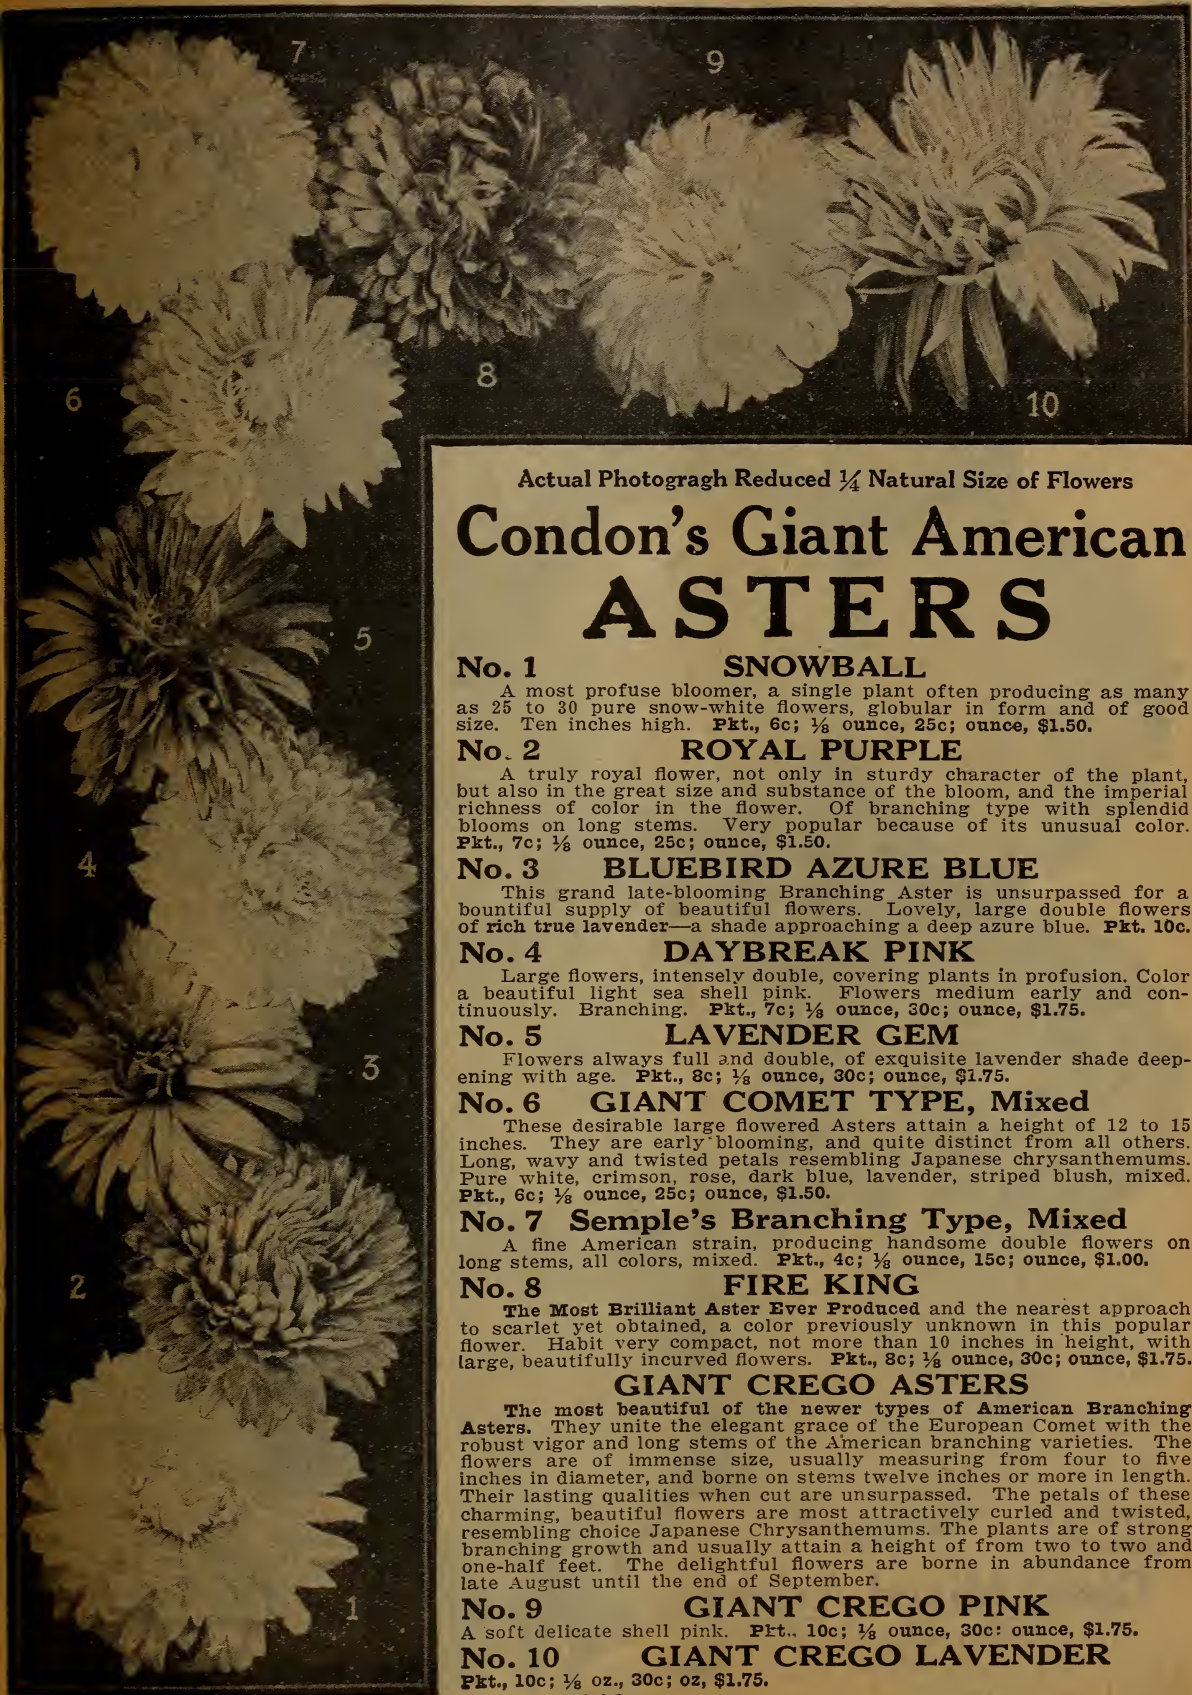 7
9
8
6
10
5
4
3
2
1
Actual Photogragh Reduced ¼ Natural Size of Flowers
Condon's Giant American
ASTERS
No. 1 SNOWBALL
A most profuse bloomer, a single plant often producing as many
as 25 to 30 pure snow-white flowers, globular in form and of good
size. Ten inches high. Pkt., 6c; ⅛ ounce, 25c; ounce, $1.50.
No. 2 ROYAL PURPLE
A truly royal flower, not only in sturdy character of the plant,
but also in the great size and substance of the bloom, and the imperial
richness of color in the flower. Of branching type with splendid
blooms on long stems. Very popular because of its unusual color.
Pkt., 7c; ⅛ ounce, 25c; ounce, $1.50.
No. 3 BLUEBIRD AZURE BLUE
This grand late-blooming Branching Aster is unsurpassed for a
bountiful supply of beautiful flowers. Lovely, large double flowers
of rich true lavender—a shade approaching a deep azure blue. Pkt. 10c.
No. 4 DAYBREAK PINK
Large flowers, intensely double, covering plants in profusion. Color
a beautiful light sea shell pink. Flowers medium early and con-
tinuously. Branching. Pkt., 7c; ⅛ ounce, 30c; ounce, $1.75.
No. 5 LAVENDER GEM
Flowers always full and double, of exquisite lavender shade deep-
ening with age. Pkt., 8c; ⅛ ounce, 30c; ounce, $1.75.
No. 6 GIANT COMET TYPE, Mixed
These desirable large flowered Asters attain a height of 12 to 15
inches. They are early blooming, and quite distinct from all others.
Long, wavy and twisted petals resembling Japanese chrysanthemums.
Pure white, crimson, rose, dark blue, lavender, striped blush, mixed.
Pkt., 6c; ⅛ ounce, 25c; ounce, $1.50.
No. 7 Semple's Branching Type, Mixed
A fine American strain, producing handsome double flowers on
long stems, all colors, mixed. Pkt., 4c; ⅛ ounce, 15c; ounce, $1.00.
No. 8 FIRE KING
The Most Brilliant Aster Ever Produced and the nearest approach
to scarlet yet obtained, a color previously unknown in this popular
flower. Habit very compact, not more than 10 inches in height, with
large, beautifully incurved flowers. Pkt., 8c; ⅛ ounce, 30c; ounce, $1.75.
GIANT CREGO ASTERS
The most beautiful of the newer types of American Branching
Asters. They unite the elegant grace of the European Comet with the
robust vigor and long stems of the American branching varieties. The
flowers are of immense size, usually measuring from four to five
inches in diameter, and borne on stems twelve inches or more in length.
Their lasting qualities when cut are unsurpassed. The petals of these
charming, beautiful flowers are most attractively curled and twisted,
resembling choice Japanese Chrysanthemums. The plants are of strong
branching growth and usually attain a height of from two to two and
one-half feet. The delightful flowers are borne in abundance from
late August until the end of September.
No. 9 GIANT CREGO PINK
A soft delicate shell pink. Pkt., 10c; ⅛ ounce, 30c: ounce, $1.75.
No. 10 GIANT CREGO LAVENDER
Pkt., 10c; ⅛ oz., 30c; oz, $1.75.